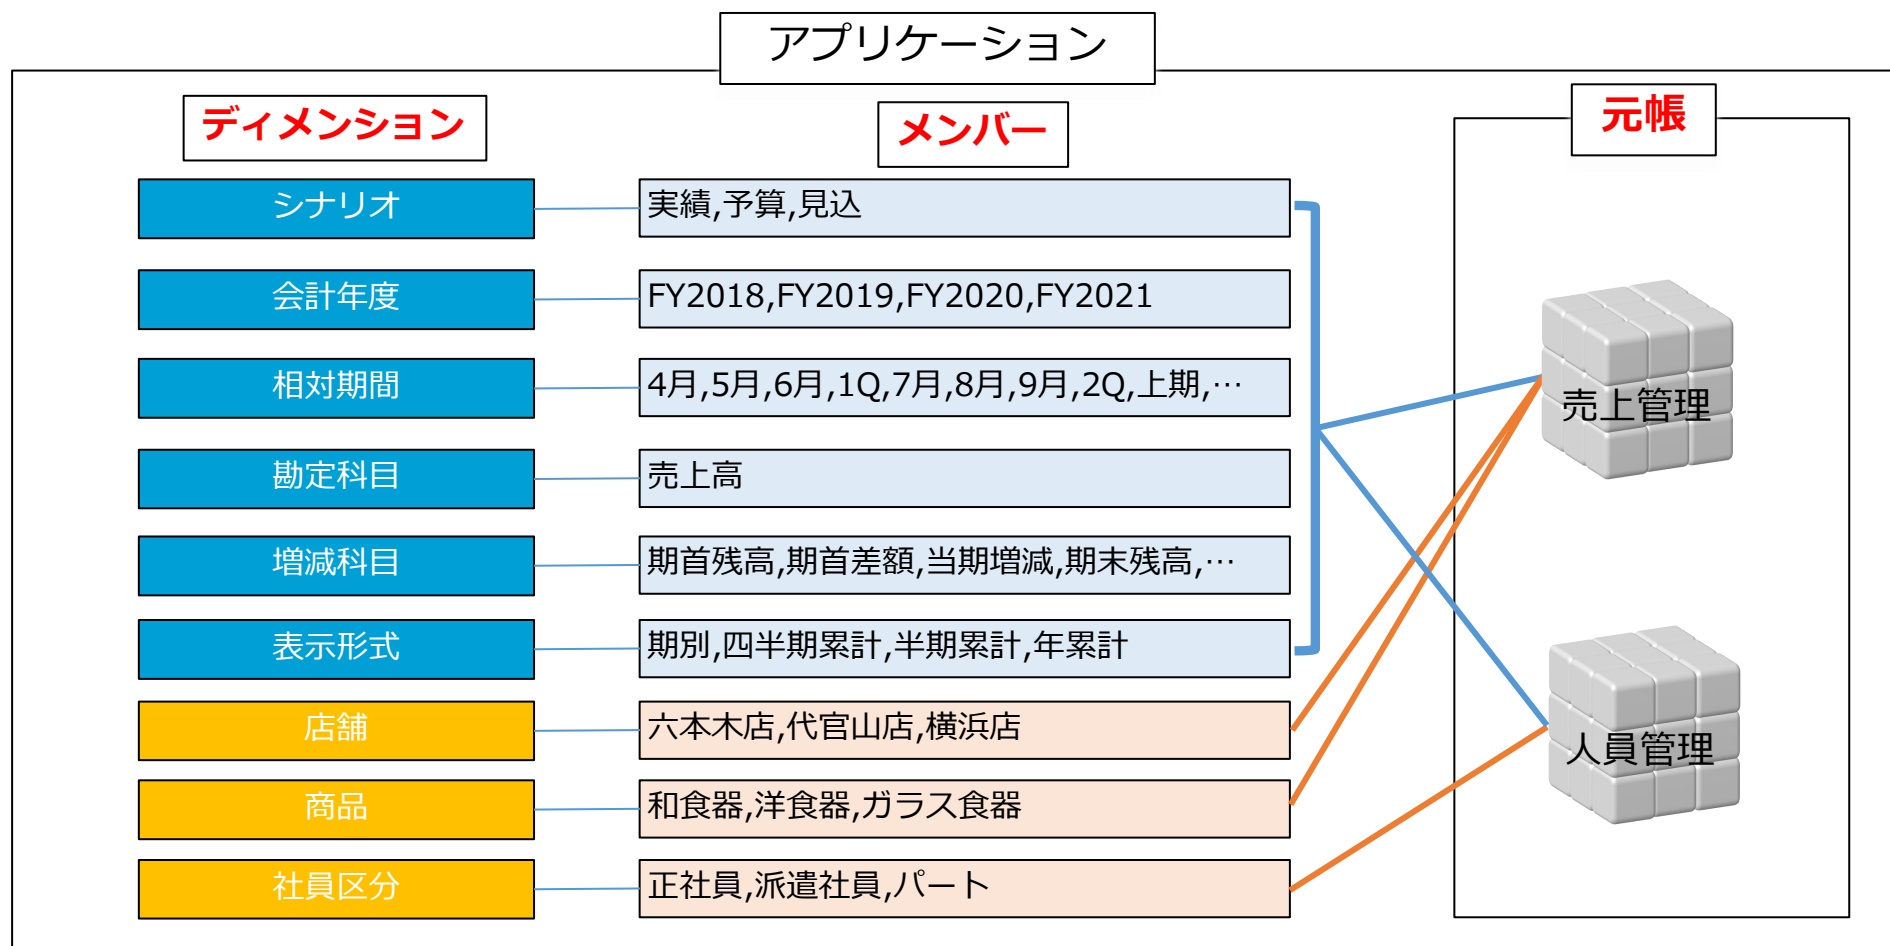 アプリケーション
ディメンション
メンバー
元帳
シナリオ
実績,予算,見込
会計年度
FY2018,FY2019,FY2020,FY2021
相対期間
4月,5月,6月,1Q,7月,8月,9月,2Q,上期,…
勘定科目
売上高
増減科目
期首残高,期首差額,当期増減,期末残高,…
表示形式
期別,四半期累計,半期累計,年累計
店舗
六本木店,代官山店,横浜店
商品
和食器,洋食器,ガラス食器
社員区分
正社員,派遣社員,パート
売上管理
人員管理